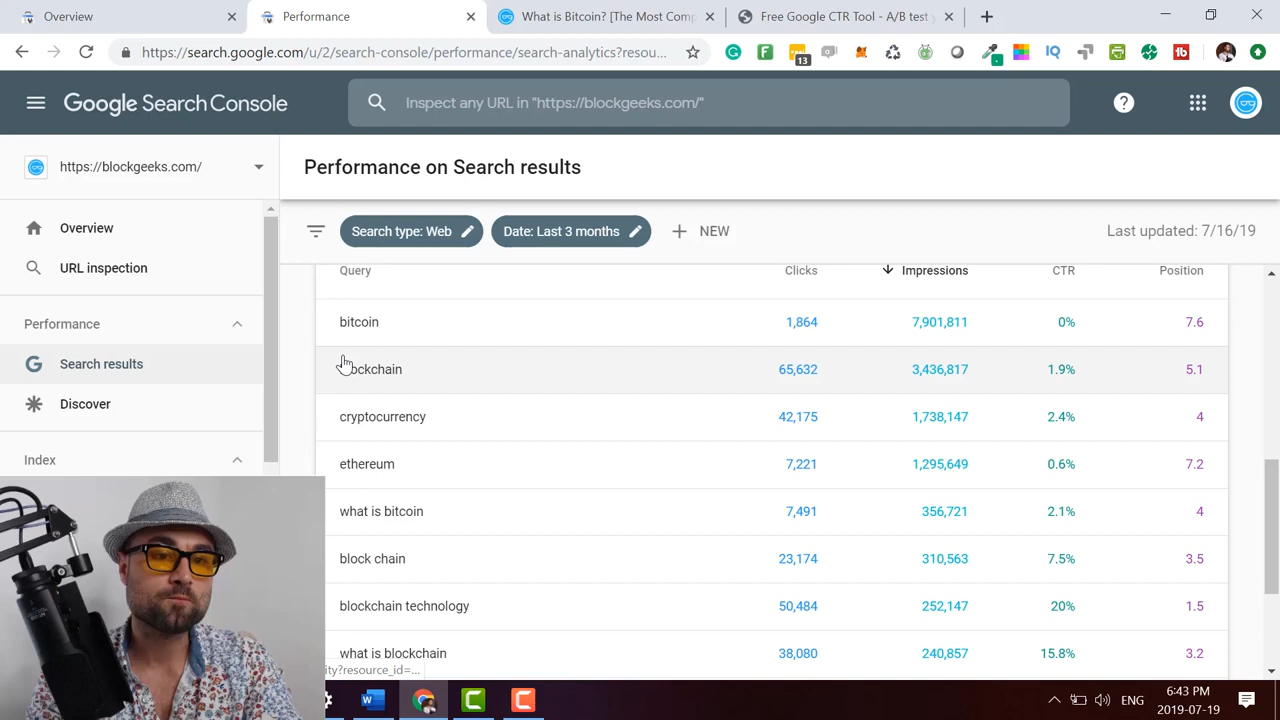 Overview
Performance
What is Bitcoin? [The Most Comp
Free Google CTR Tool - A/B test
https://search.google.com/u/2/search-console/performance/search-analytics?resou...
13
IQ
Google Search Console
Inspect any URL in "https://blockgeeks.com/"
https://blockgeeks.com/
Performance on Search results
Overview
URL inspection
Performance
Search results
Discover
Index
Search type: Web
Date: Last 3 months
NEW
Last updated: 7/16/19
Query Clicks Impressions CTR Position
bitcoin 1,864 7,901,811 0% 7.6
ockchain 65,632 3,436,817 1.9% 5.1
cryptocurrency 42,175 1,738,147 2.4% 4
ethereum 7,221 1,295,649 0.6% 7.2
what is bitcoin 7,491 356,721 2.1% 4
block chain 23,174 310,563 7.5% 3.5
blockchain technology 50,484 252,147 20% 1.5
what is blockchain 38,080 240,857 15.8% 3.2
ity?resource_id=...
ENG
6:43 PM
2019-07-19